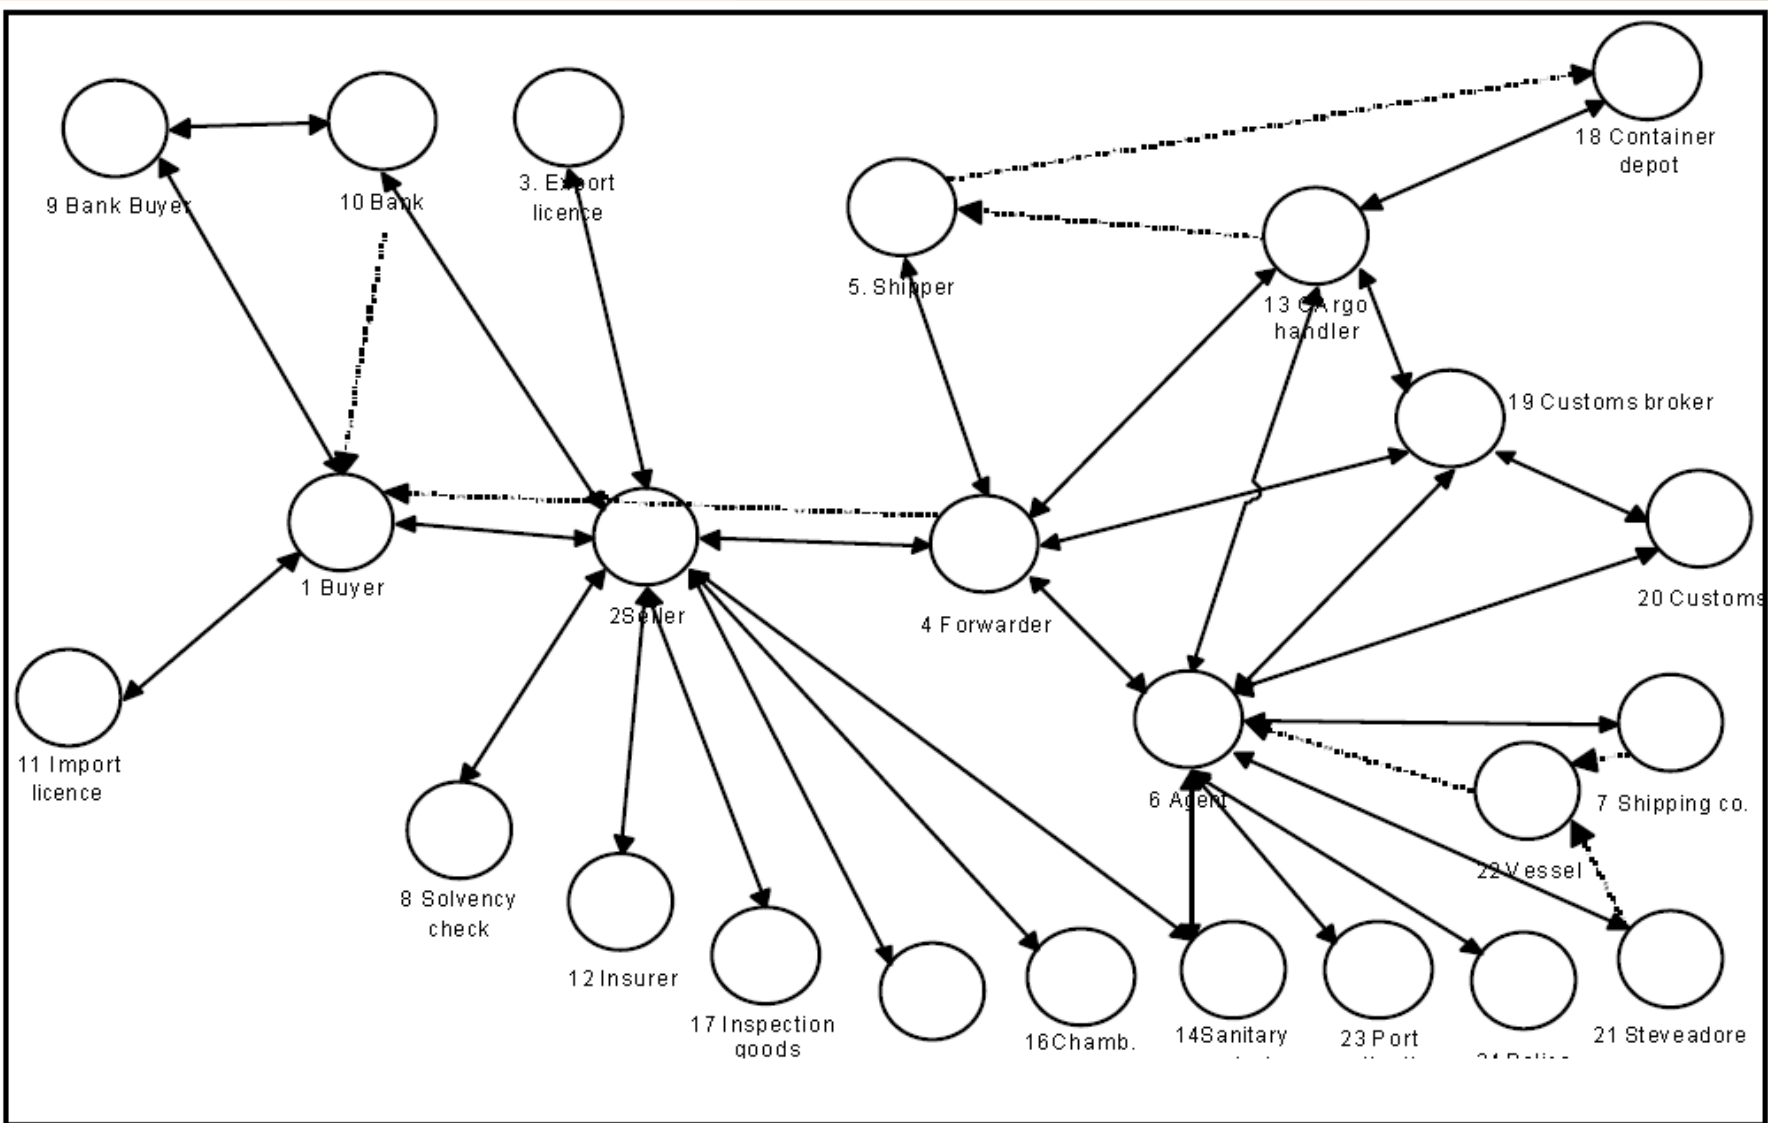 18 Container
depot
9 Bank Buyer
10 Bank
3. Export
licence
5. Shipper
13 CArgo
handler
19 Customs broker
1 Buyer
2Seller
4 Forwarder
20 Customs
11 Import
licence
6 Agent
7 Shipping co.
22 Vessel
8 Solvency
check
12 Insurer
17 Inspection
goods
16Chamb.
14Sanitary
23 Port
21 Steveadore